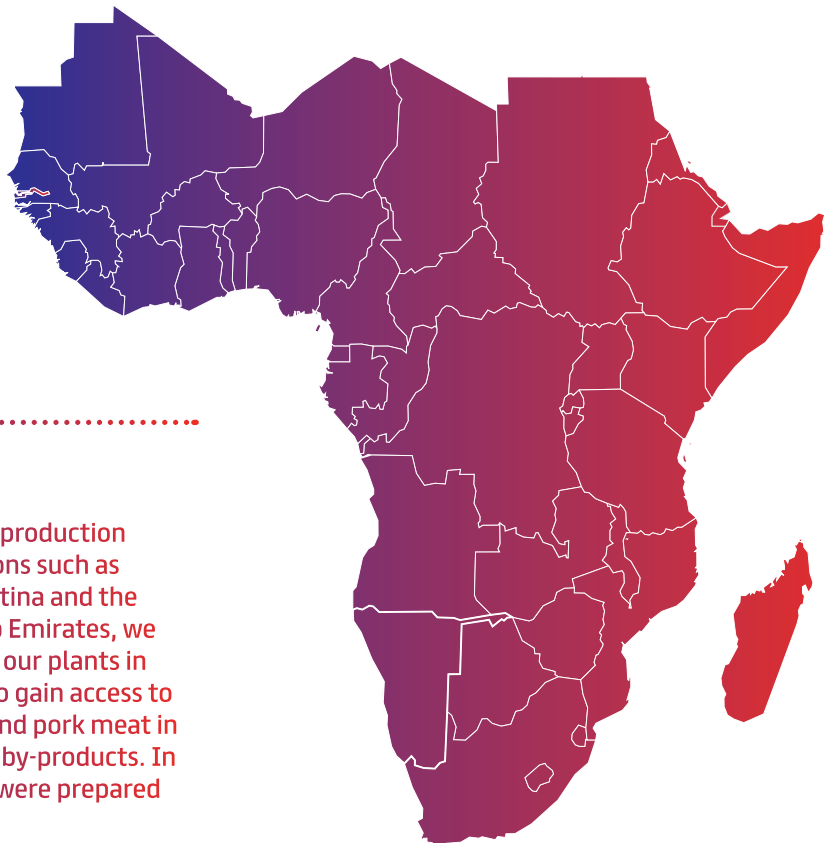 production
ons such as
tina and the
Emirates, we
our plants in
o gain access to
nd pork meat in
by-products. In
were prepared